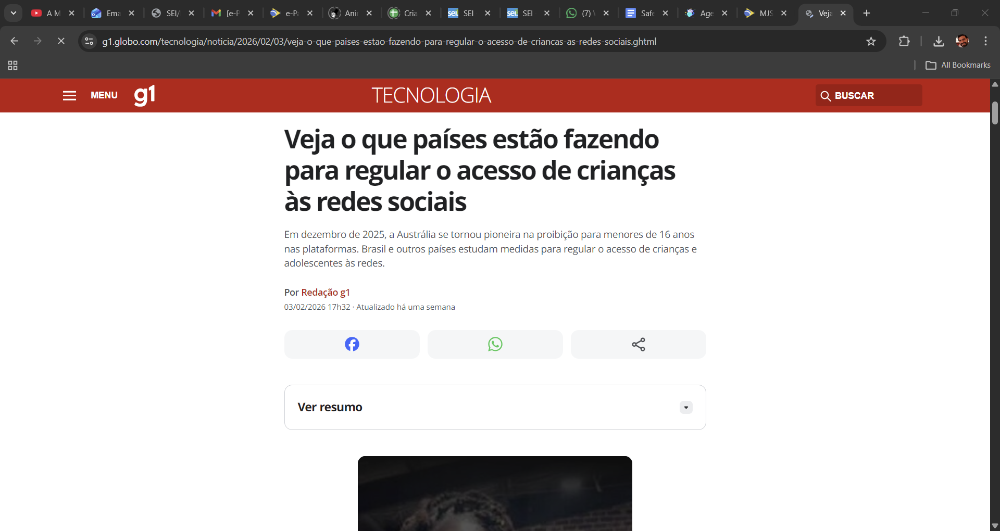 A M
Ema
SEI/
[e-P
e-Pa
Ani
Cria
SEI
SEI
(7)
Safe
Age
MJS
Veja
g1.globo.com/tecnologia/noticia/2026/02/03/veja-o-que-paises-estao-fazendo-para-regular-o-acesso-de-criancas-as-redes-sociais.ghtml
All Bookmarks
MENU
g1
TECNOLOGIA
BUSCAR
Veja o que países estão fazendo
para regular o acesso de crianças
às redes sociais
Em dezembro de 2025, a Austrália se tornou pioneira na proibição para menores de 16 anos
nas plataformas. Brasil e outros países estudam medidas para regular o acesso de crianças e
adolescentes às redes.
Por Redação g1
03/02/2026 17h32 · Atualizado há uma semana
Ver resumo